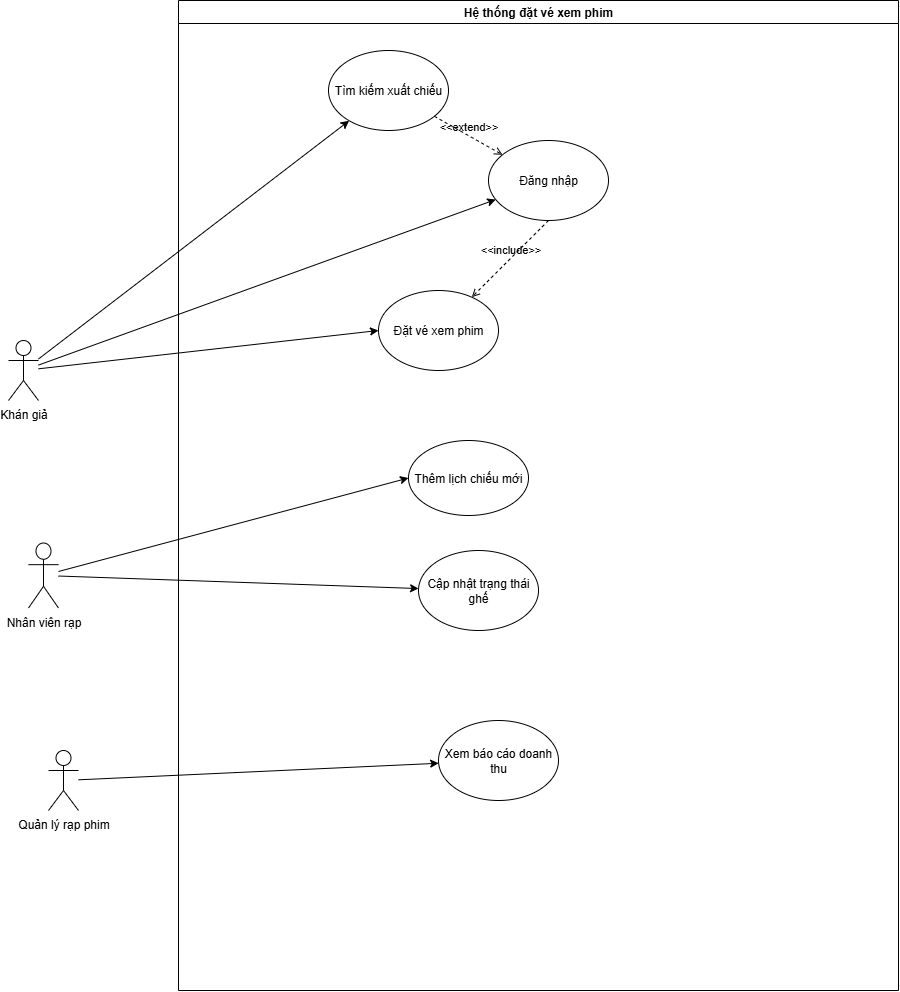 Hệ thống đặt vé xem phim
Tìm kiếm xuất chiếu
<<extend>>
Đăng nhập
<<include>>
Đặt vé xem phim
Khán giả
Thêm lịch chiếu mới
Cập nhật trạng thái
ghế
Nhân viên rạp
Xem báo cáo doanh
thu
Quản lý rạp phim